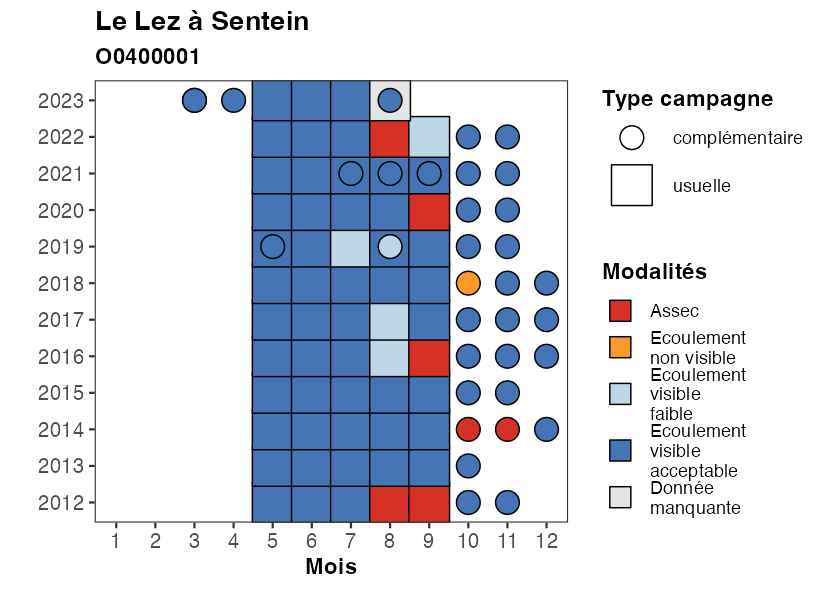 Le Lez à Sentein
O0400001
2023
2022
2021
2020
2019
2018
2017
2016
2015
2014
2013
2012
1 2 3 4 5 6 7 8 9 10 11 12
Mois
Type campagne
complémentaire
usuelle
Modalités
Assec
Ecoulement
non visible
Ecoulement
visible
faible
Ecoulement
visible
acceptable
Donnée
manquante